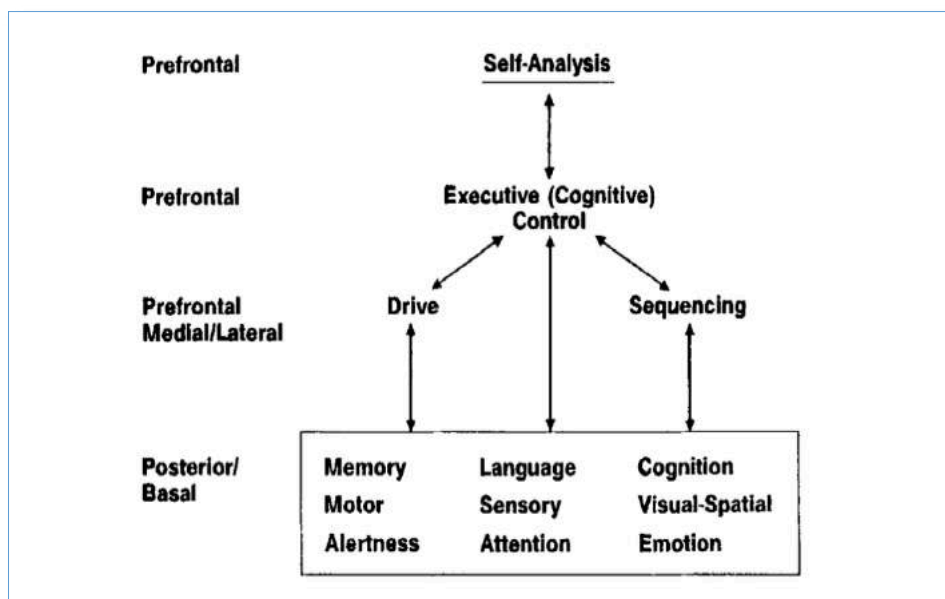 Prefrontal Self-Analysis
Prefrontal Executive (Cognitive)
Control
Prefrontal Drive Sequencing
Medial/Lateral
Posterior/ Memory Language Cognition
Basal
Motor Sensory Visual-Spatial
Alertness Attention Emotion